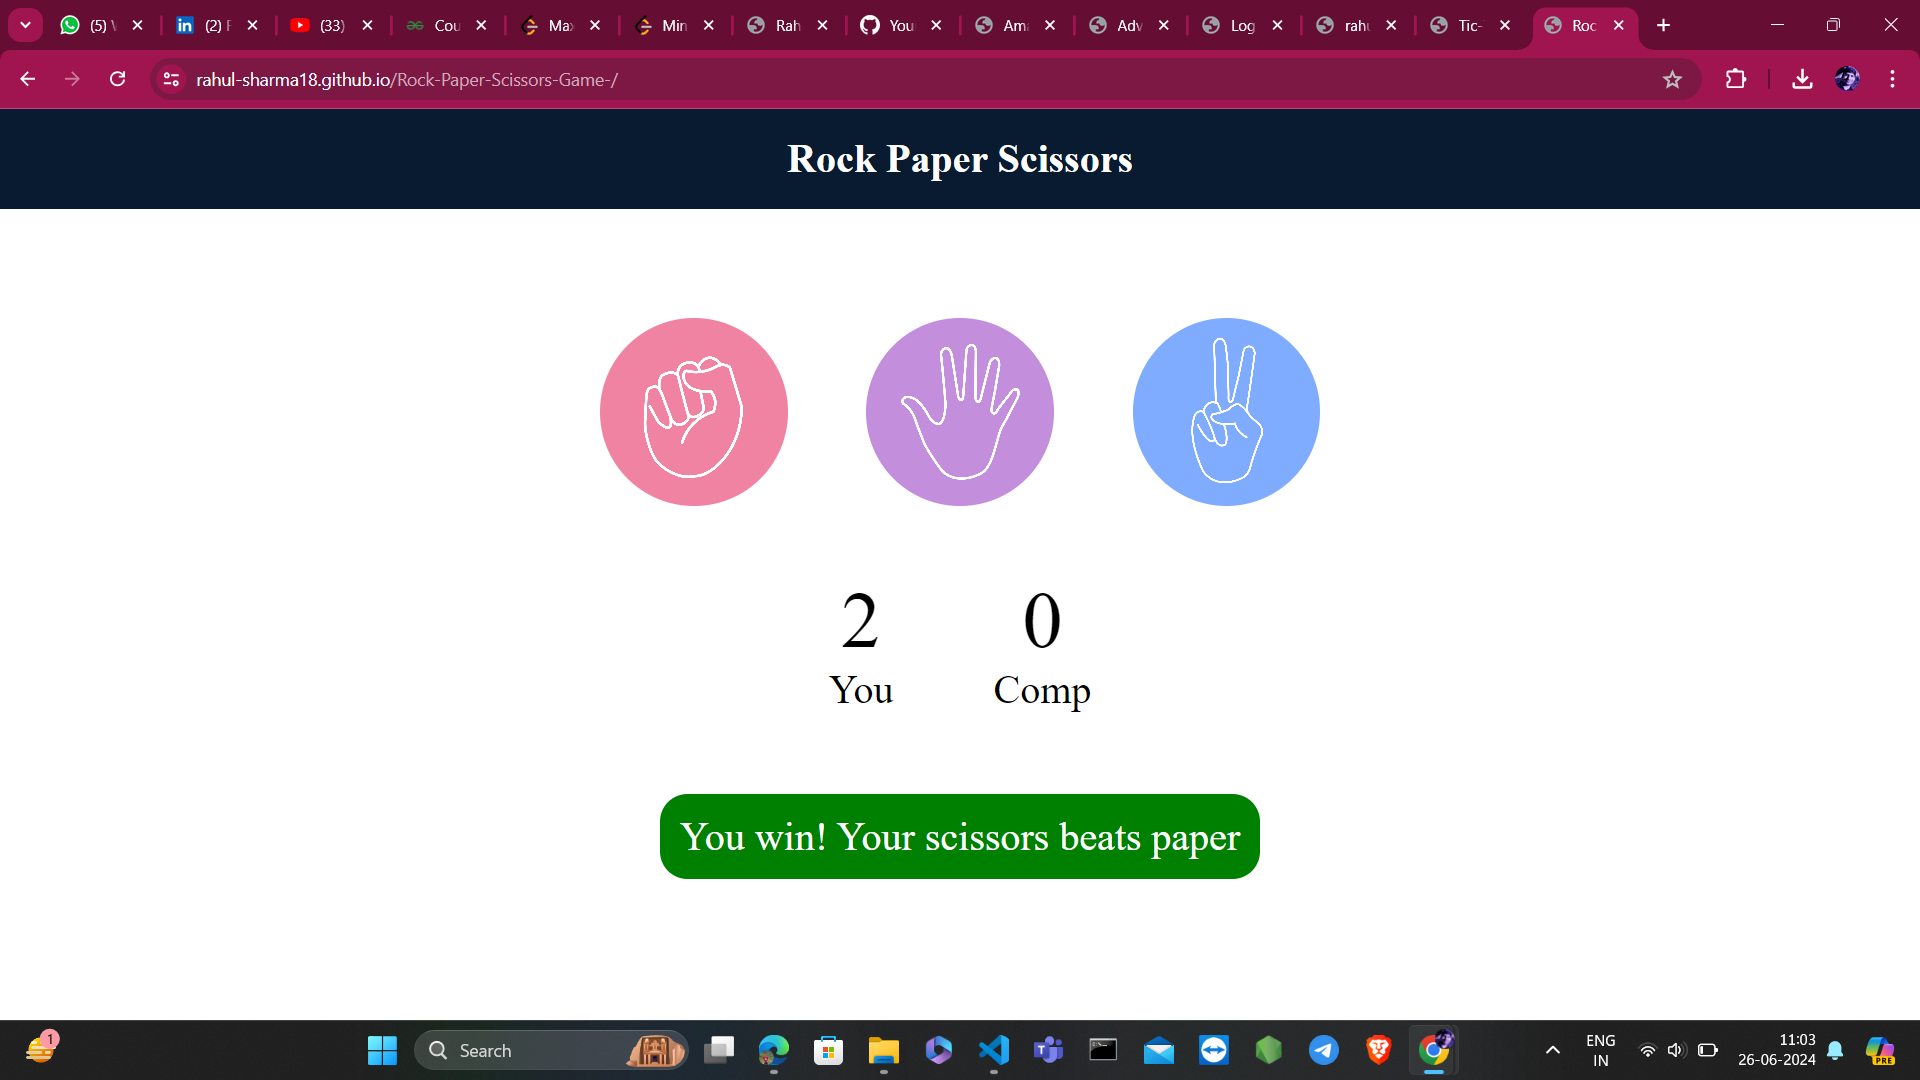 (5) W
(2) F
(33)
Cou
Max
Min
Rah
You
Ama
Adv
Log
rahu
Tic-
Roc
rahul-sharma18.github.io/Rock-Paper-Scissors-Game-/
Rock Paper Scissors
2
0
You
Comp
You win! Your scissors beats paper
1
Search
ENG
IN
11:03
26-06-2024
PRE